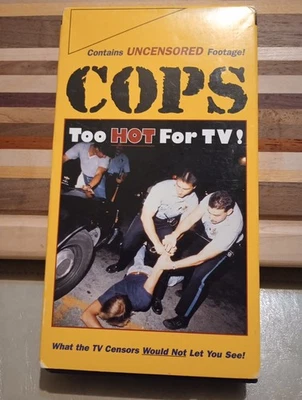 Contains UNCENSORED Footage!
COPS
Too HOT For TV!
What the TV Censors Would Not Let You See!